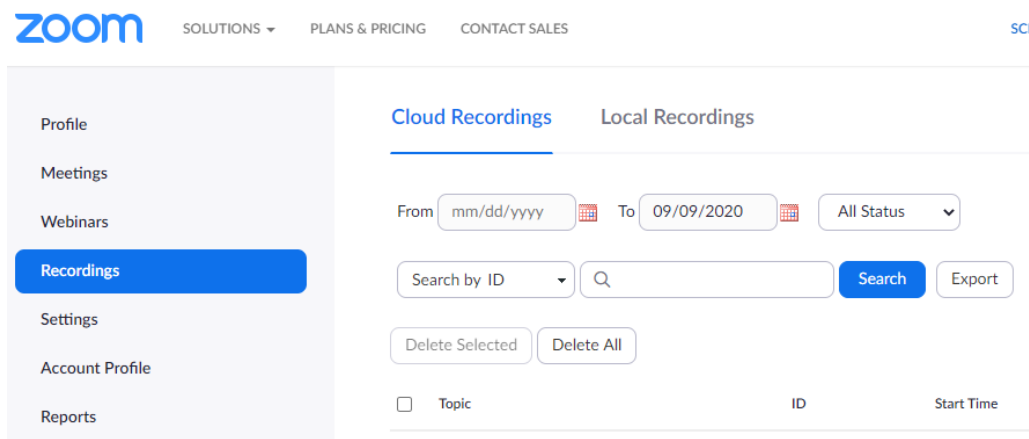 zoom SOLUTIONS PLANS & PRICING CONTACT SALES
Profile
Meetings
Webinars
Recordings
Settings
Account Profile
Reports
Cloud Recordings Local Recordings
From mm/dd/yyyy To 09/09/2020 All Status
Search by ID Search Export
Delete Selected Delete All
Topic ID Start Time